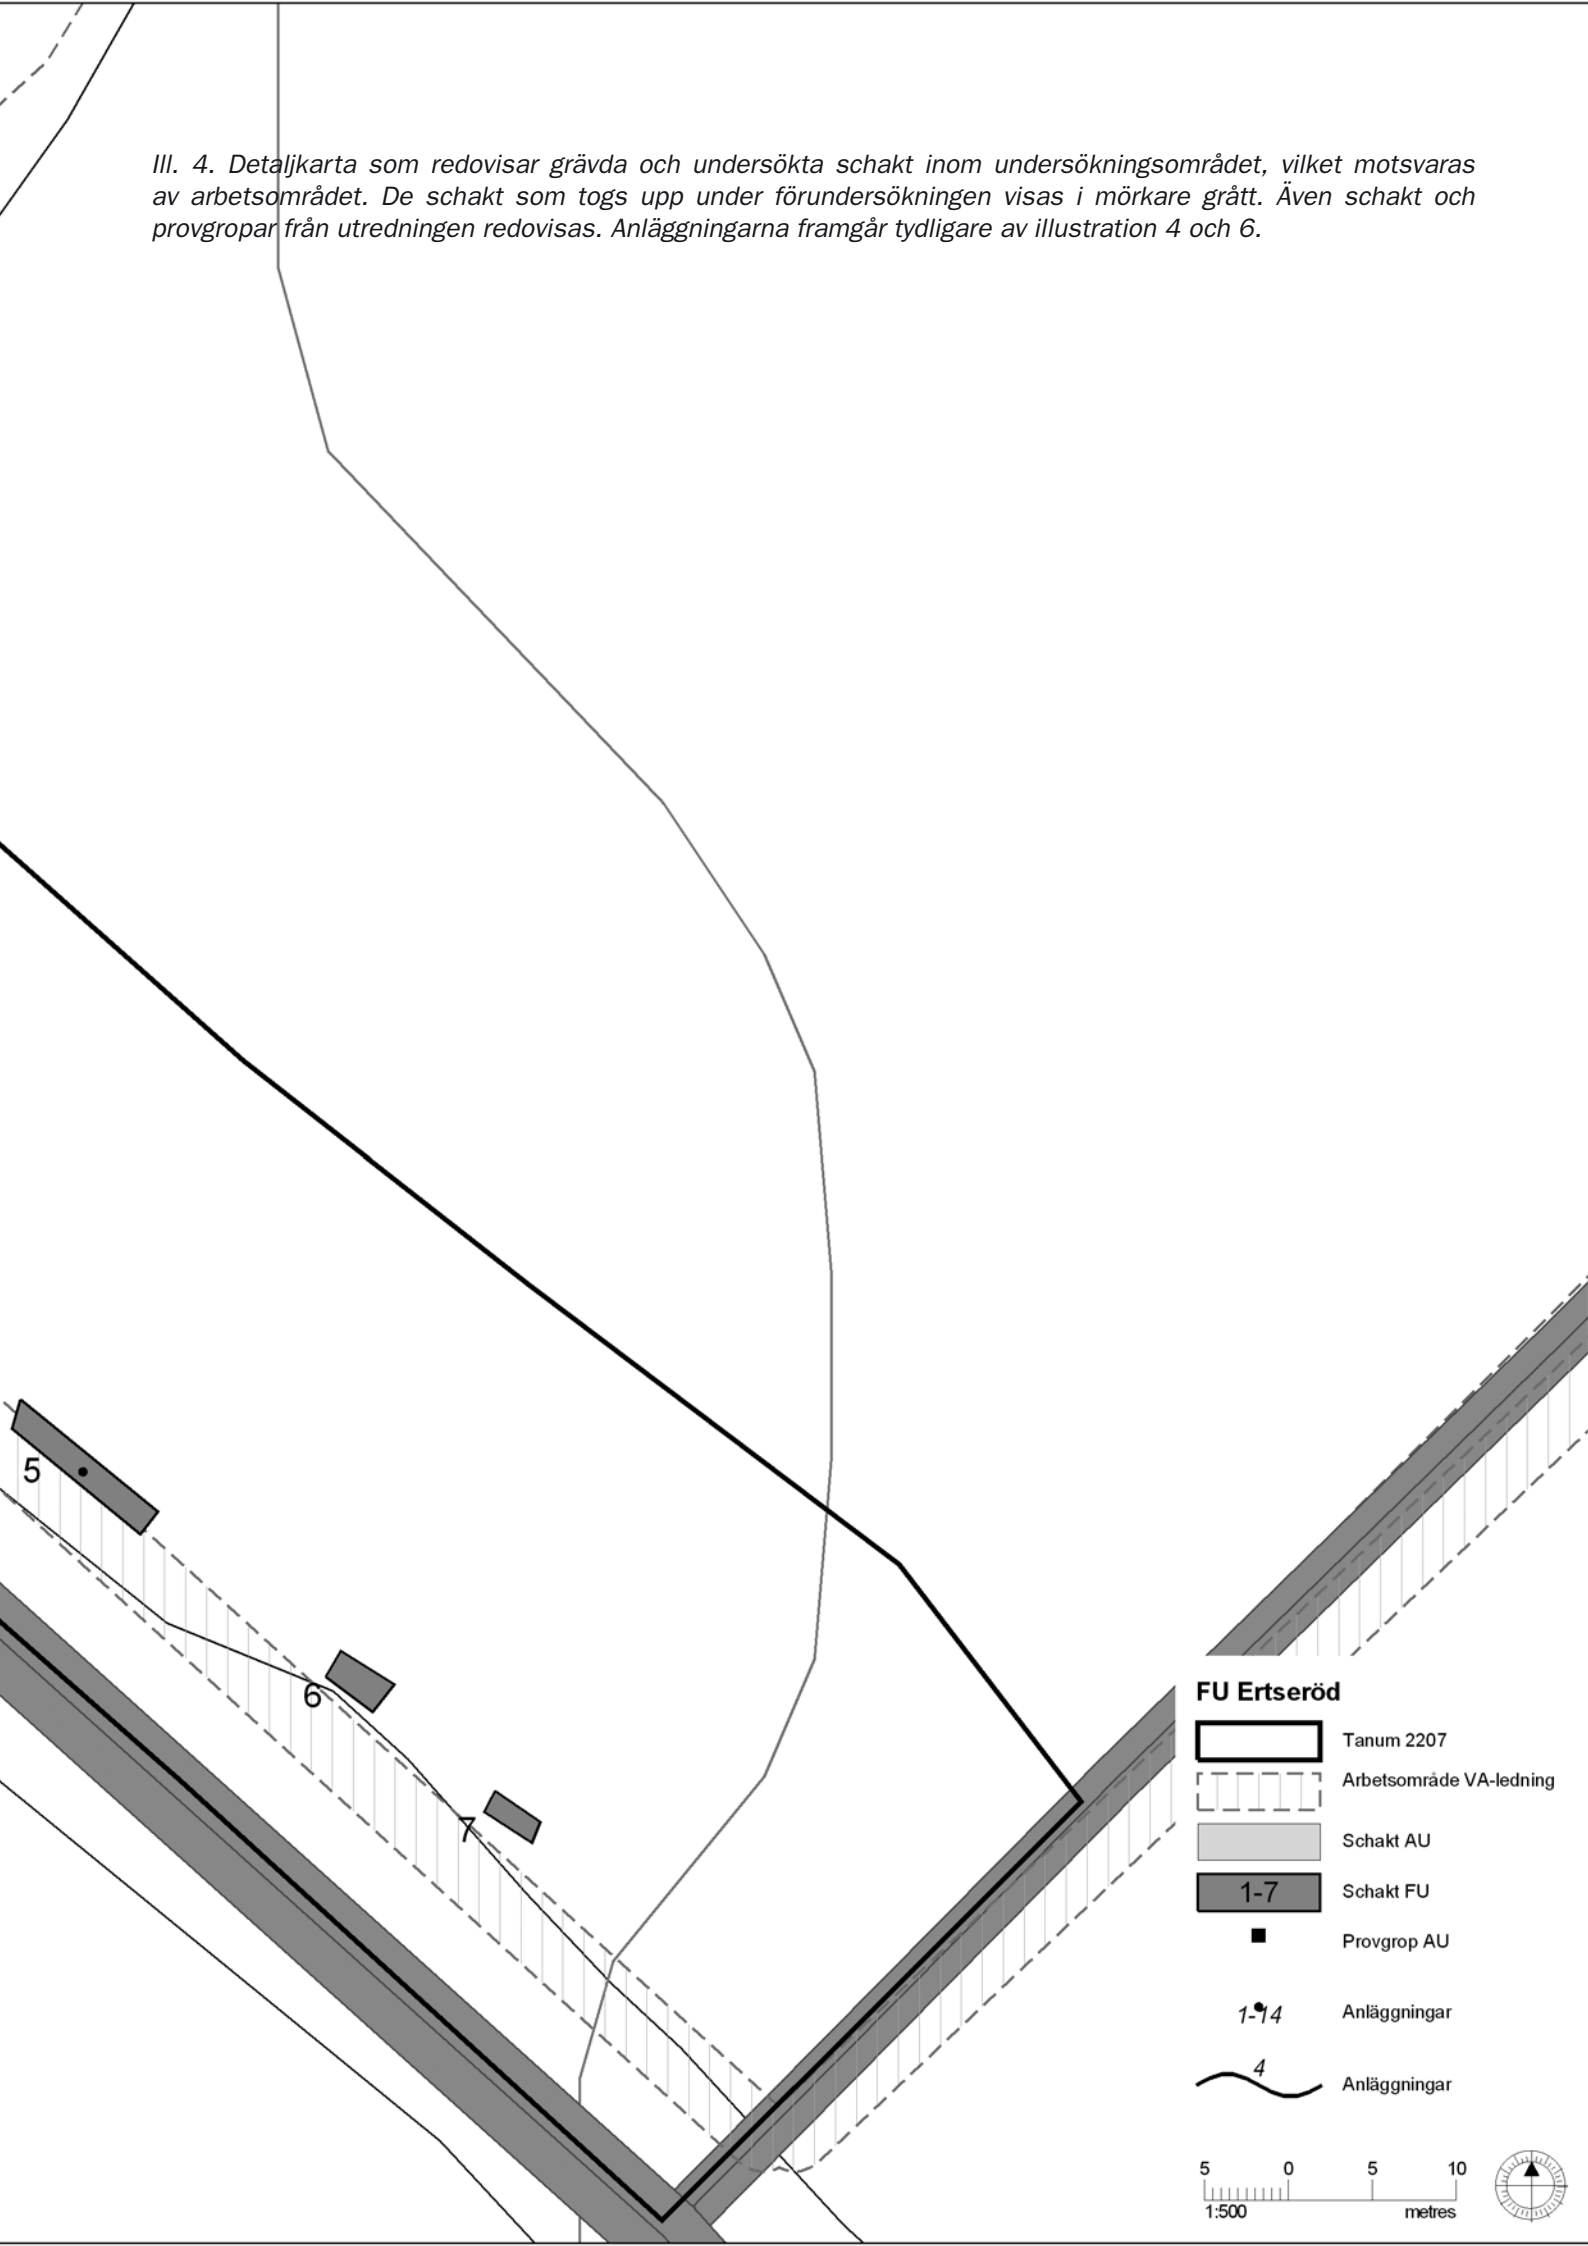 Ill. 4. Detaljkarta som redovisar grävda och undersökta schakt inom undersökningsområdet, vilket motsvaras
av arbetsområdet. De schakt som togs upp under förundersökningen visas i mörkare grått. Även schakt och
provgropar från utredningen redovisas. Anläggningarna framgår tydligare av illustration 4 och 6.
5
6
7
FU Ertseröd
Tanum 2207
Arbetsområde VA-ledning
Schakt AU
1-7 Schakt FU
Provgrop AU
1-14 Anläggningar
4 Anläggningar
5 0 5 10
1:500 metres